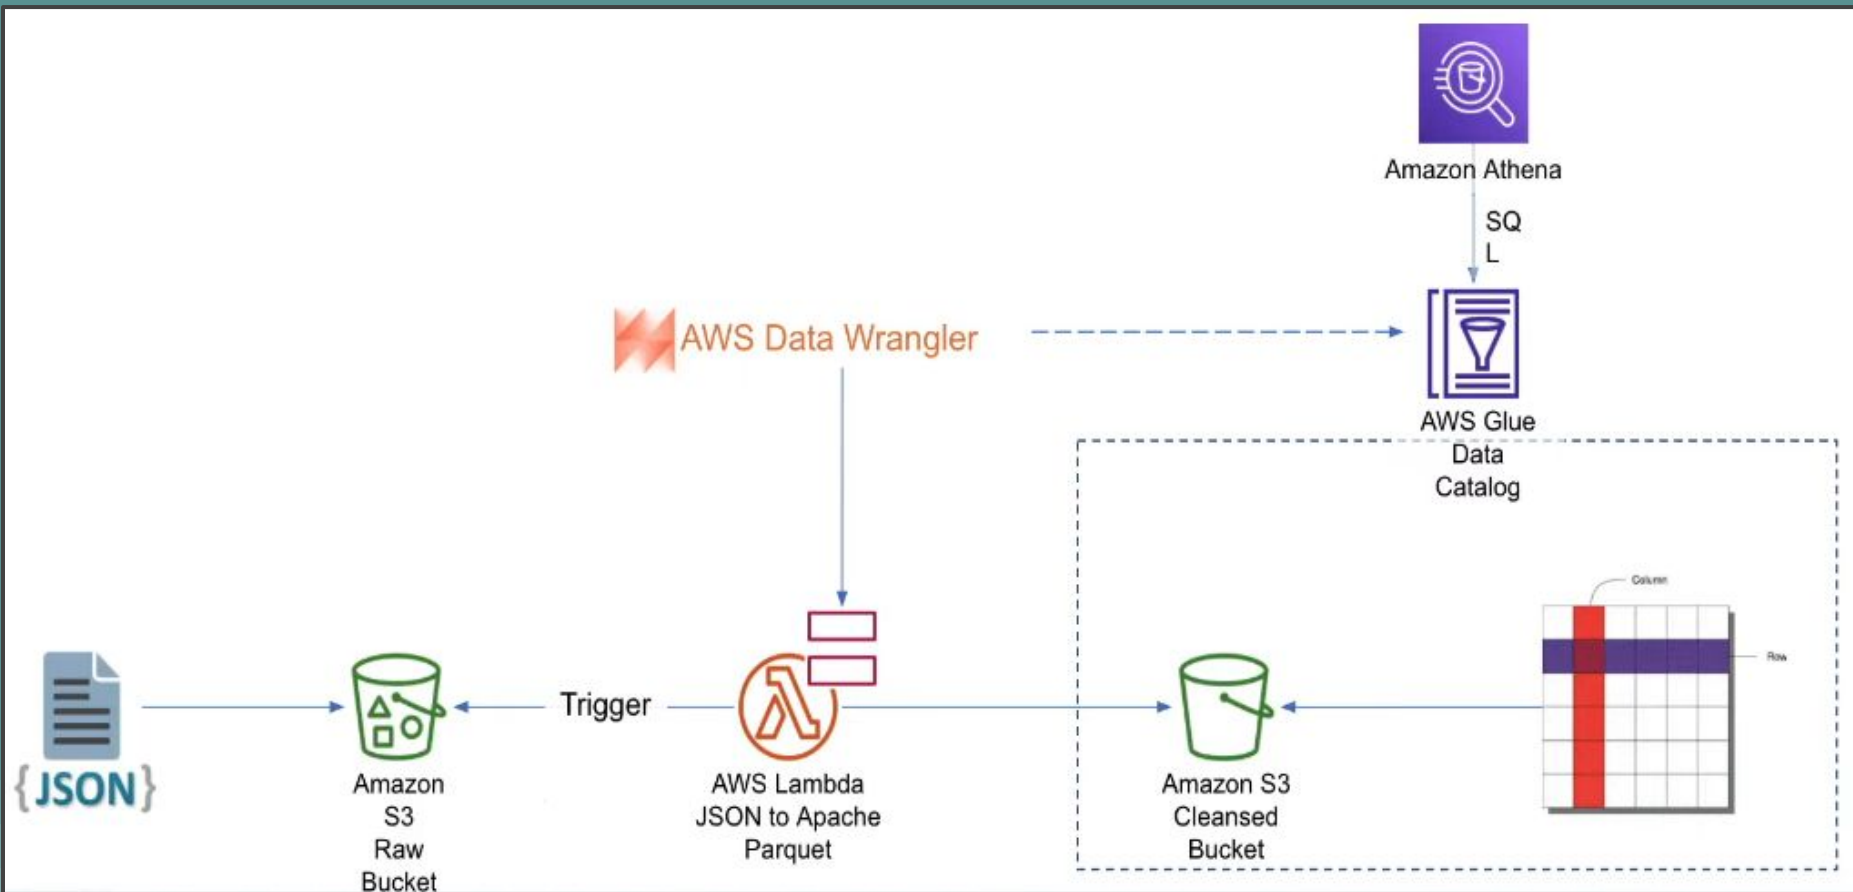 Amazon Athena
SQ
L
AWS Data Wrangler
AWS Glue
Data
Catalog
Column
Row
{JSON}
Trigger
Amazon
S3
Raw
Bucket
AWS Lambda
JSON to Apache
Parquet
Amazon S3
Cleansed
Bucket